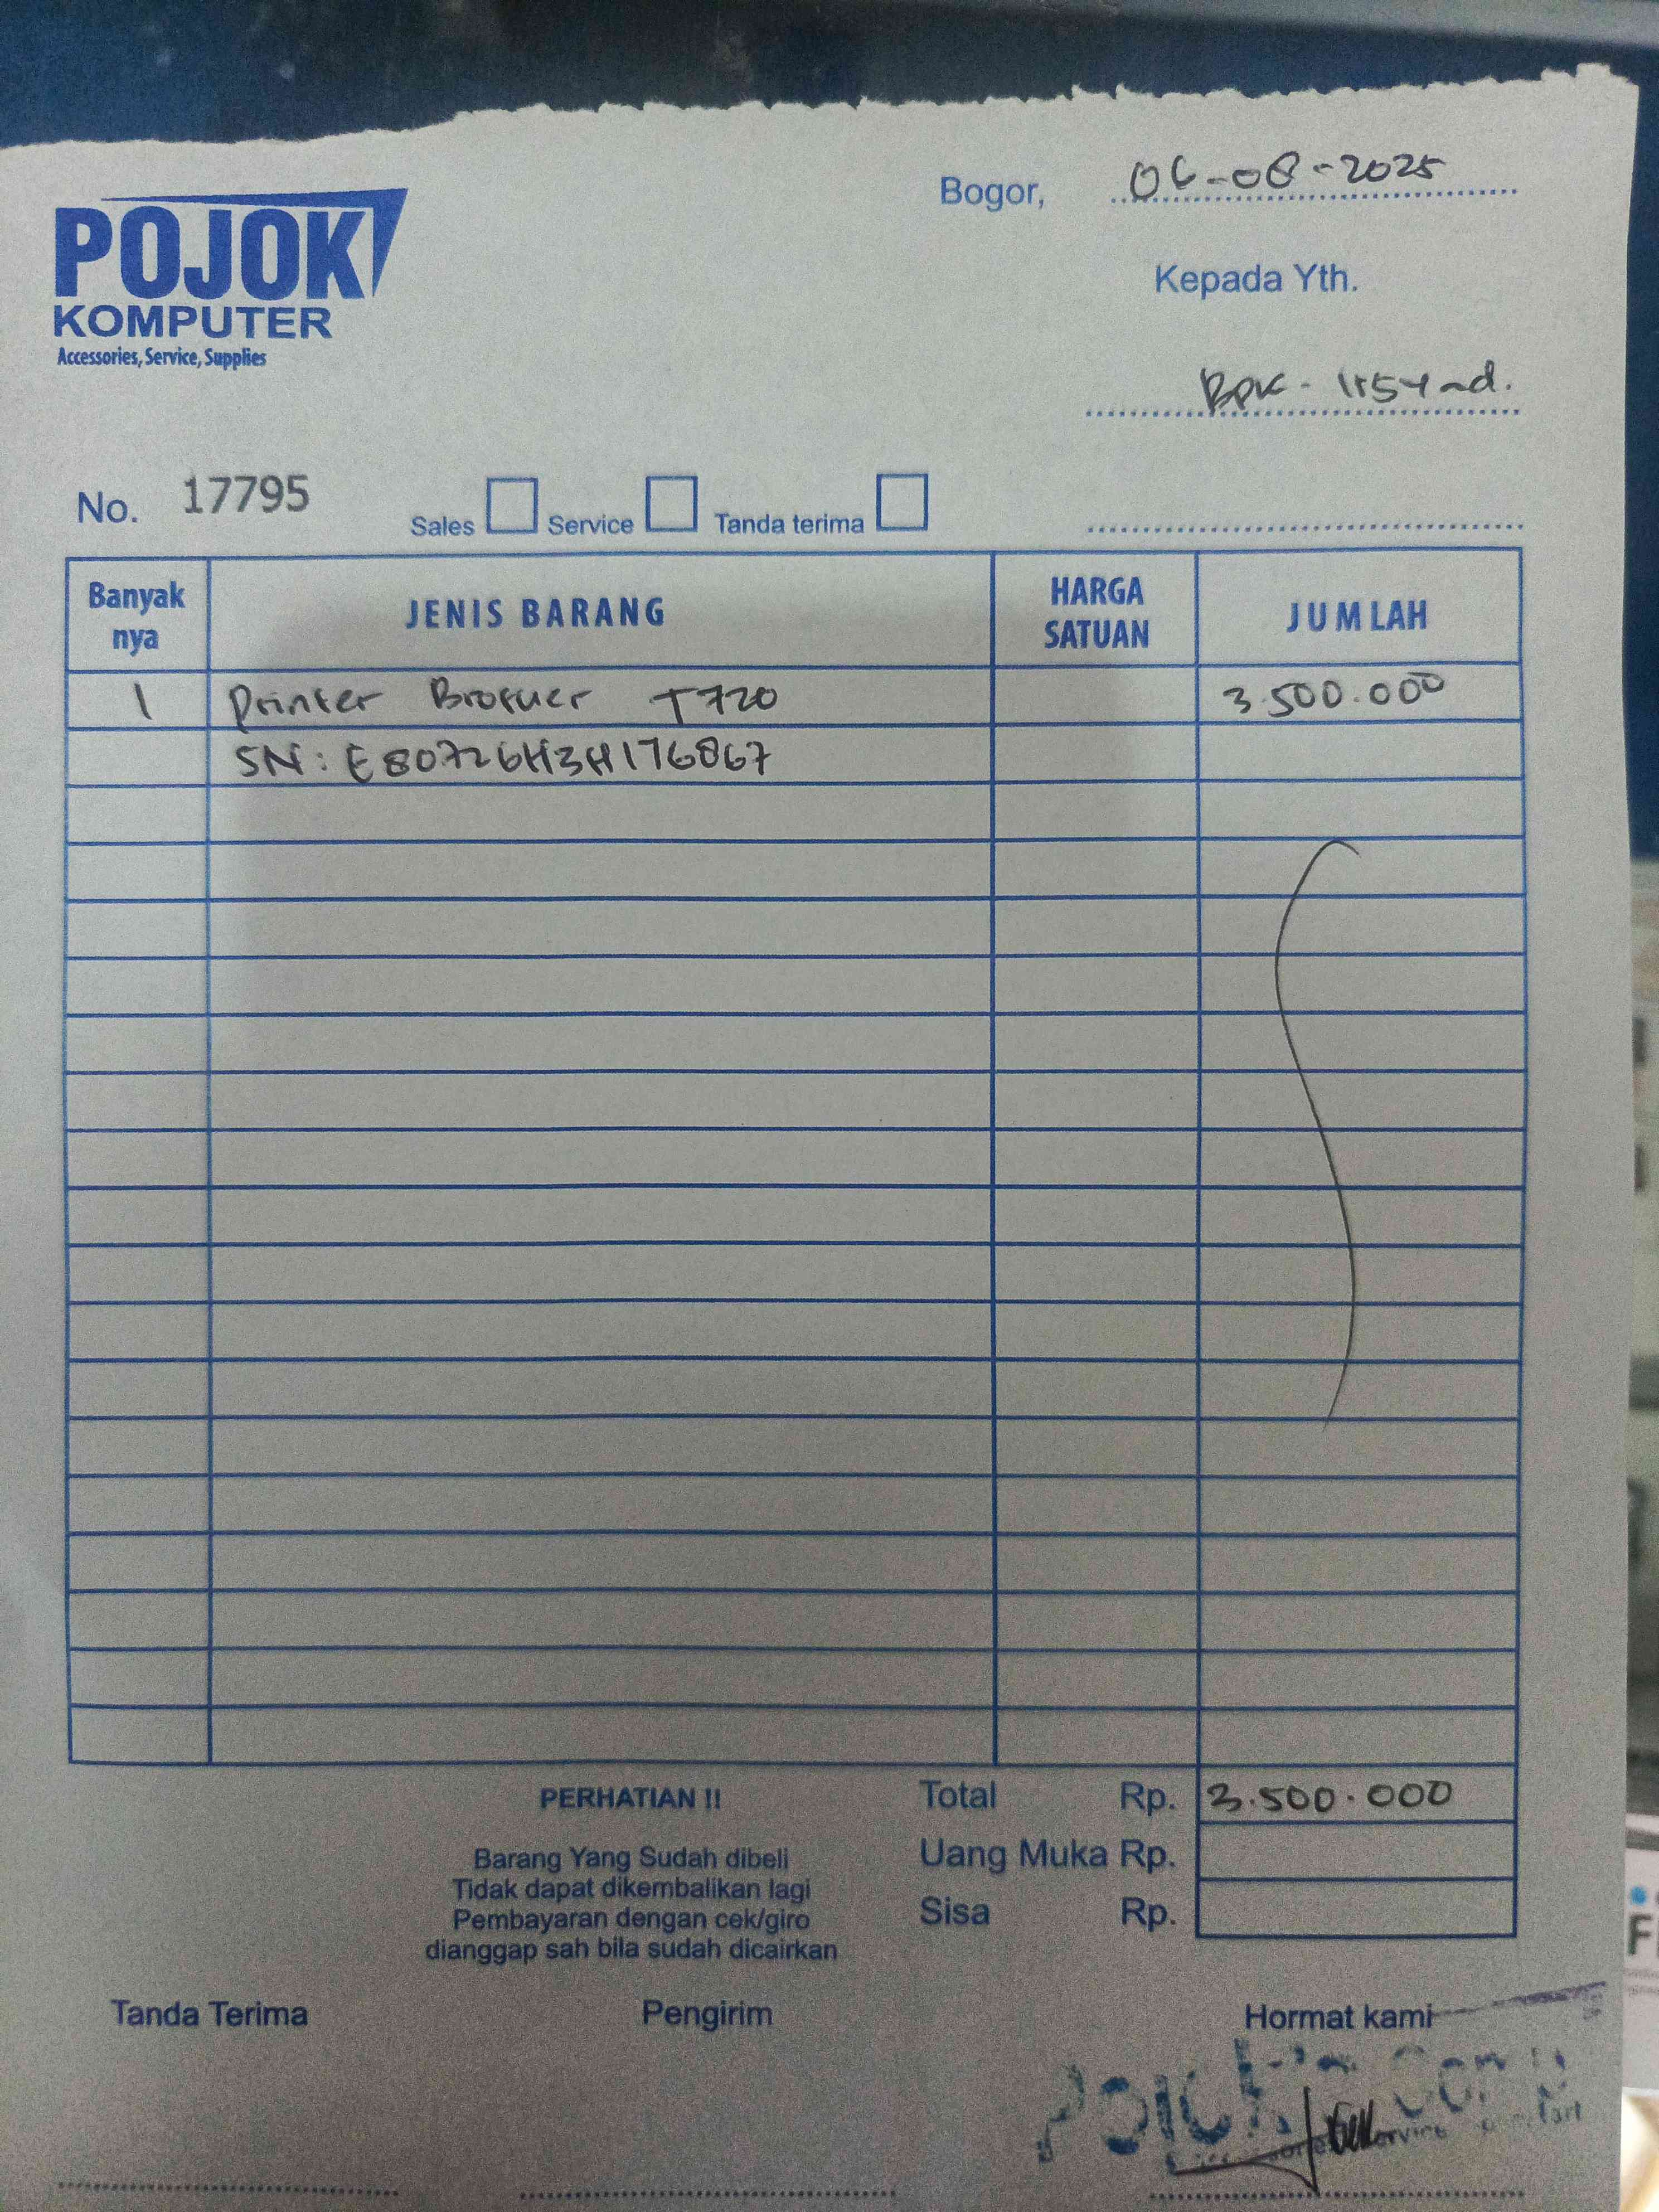 Bogor, 06-08-2025
POJOK
KOMPUTER
Accessories, Service, Supplies
Kepada Yth.
Bpk. Irsyad.
No. 17795 Sales Service Tanda terima
Banyak nya JENIS BARANG HARGA SATUAN JUMLAH
1 Printer Brother T720 3.500.000
SN: E80726H3H176867
PERHATIAN !!
Barang Yang Sudah dibeli
Tidak dapat dikembalikan lagi
Pembayaran dengan cek/giro
dianggap sah bila sudah dicairkan
Total Rp. 3.500.000
Uang Muka Rp.
Sisa Rp.
Tanda Terima Pengirim Hormat kami